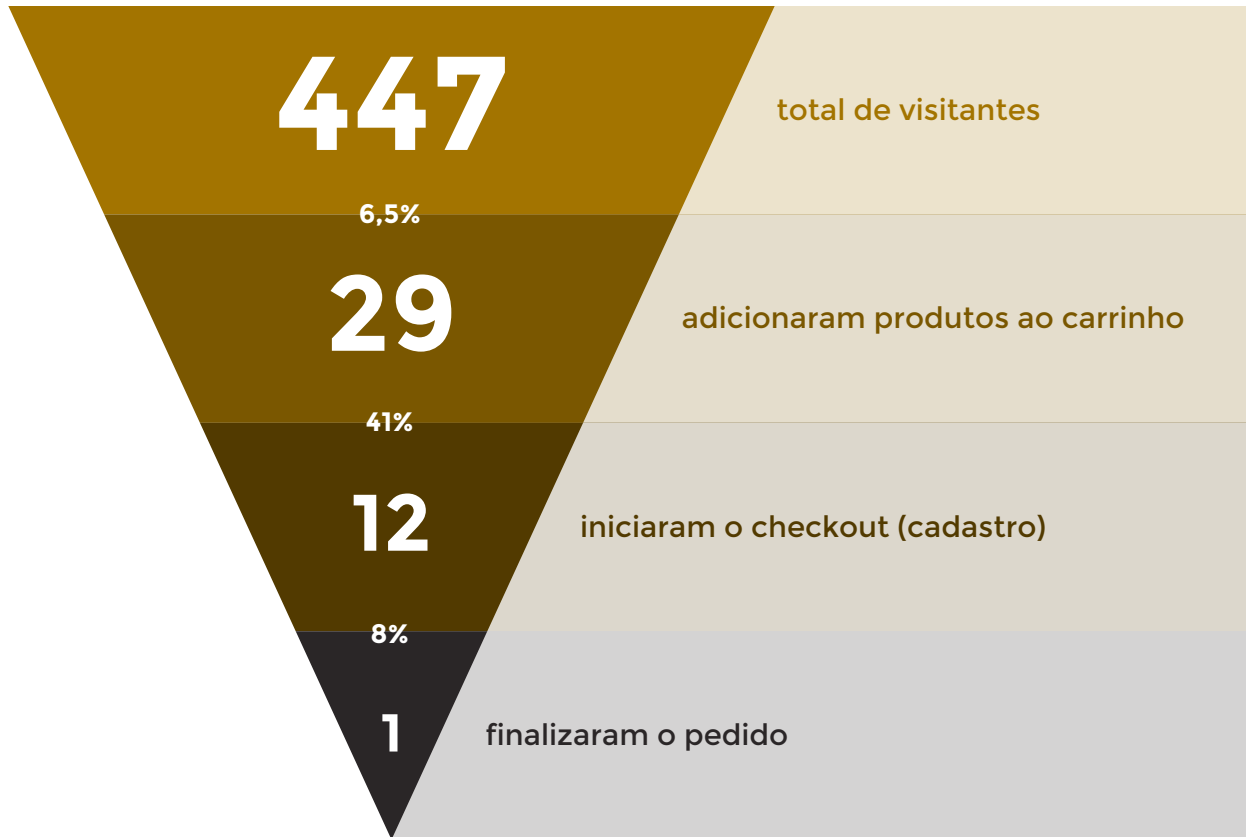 447
total de visitantes
6,5%
29
adicionaram produtos ao carrinho
41%
12
iniciaram o checkout (cadastro)
8%
1
finalizaram o pedido